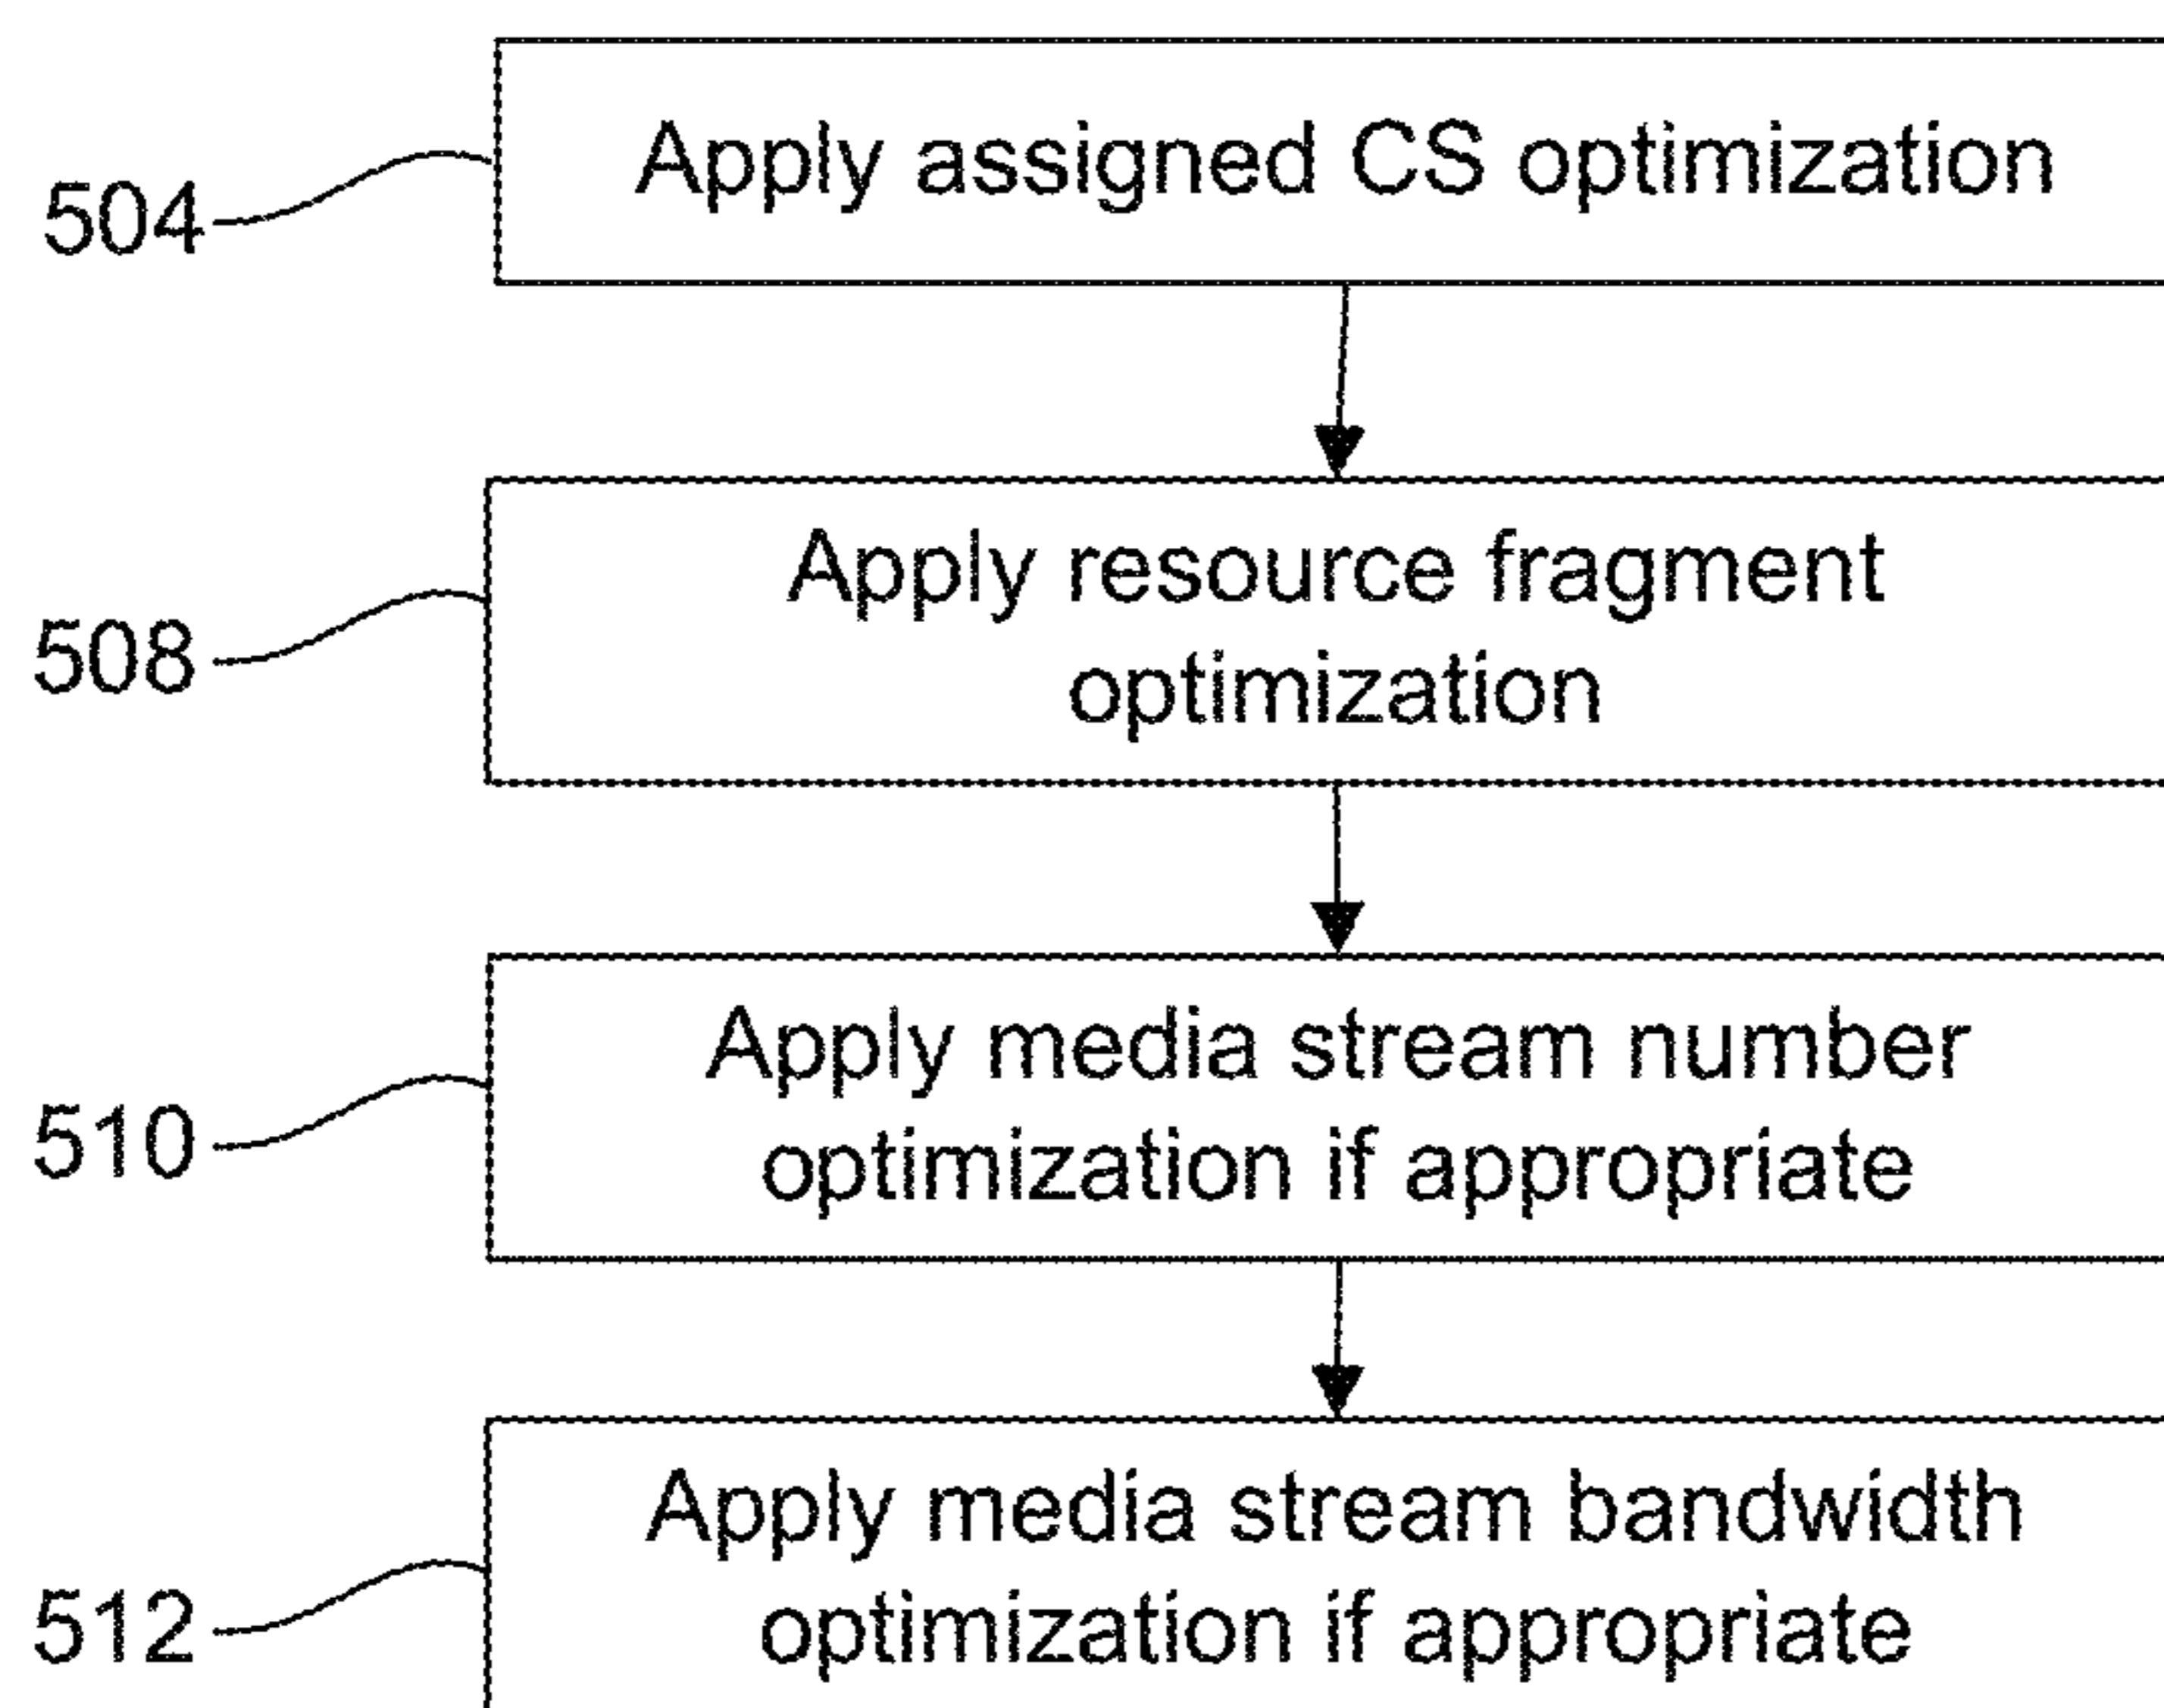 504
Apply assigned CS optimization
508
Apply resource fragment
optimization
510
Apply media stream number
optimization if appropriate
512
Apply media stream bandwidth
optimization if appropriate